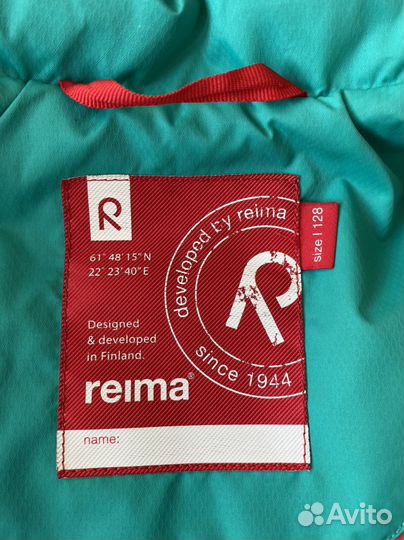 R
61° 48' 15" N
22° 23' 40" E
Designed
& developed
in Finland.
reima®
name:
developed by reima
R
since 1944
size | 128
Avito